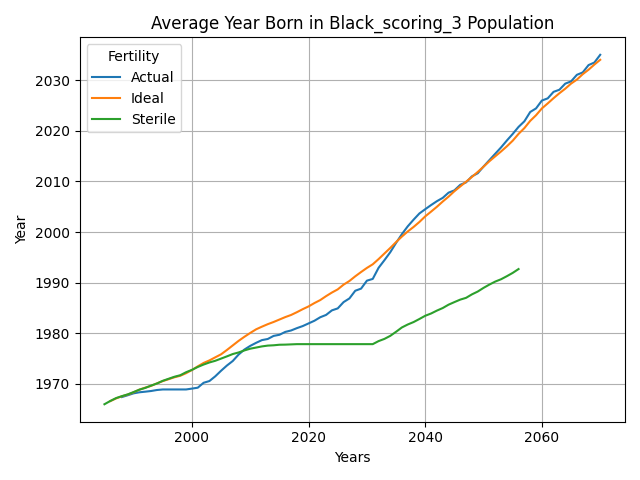 Average Year Born in Black_scoring_3 Population
Fertility
Actual
Ideal
Sterile
Year
2030
2020
2010
2000
1990
1980
1970
2000
2020
2040
2060
Years